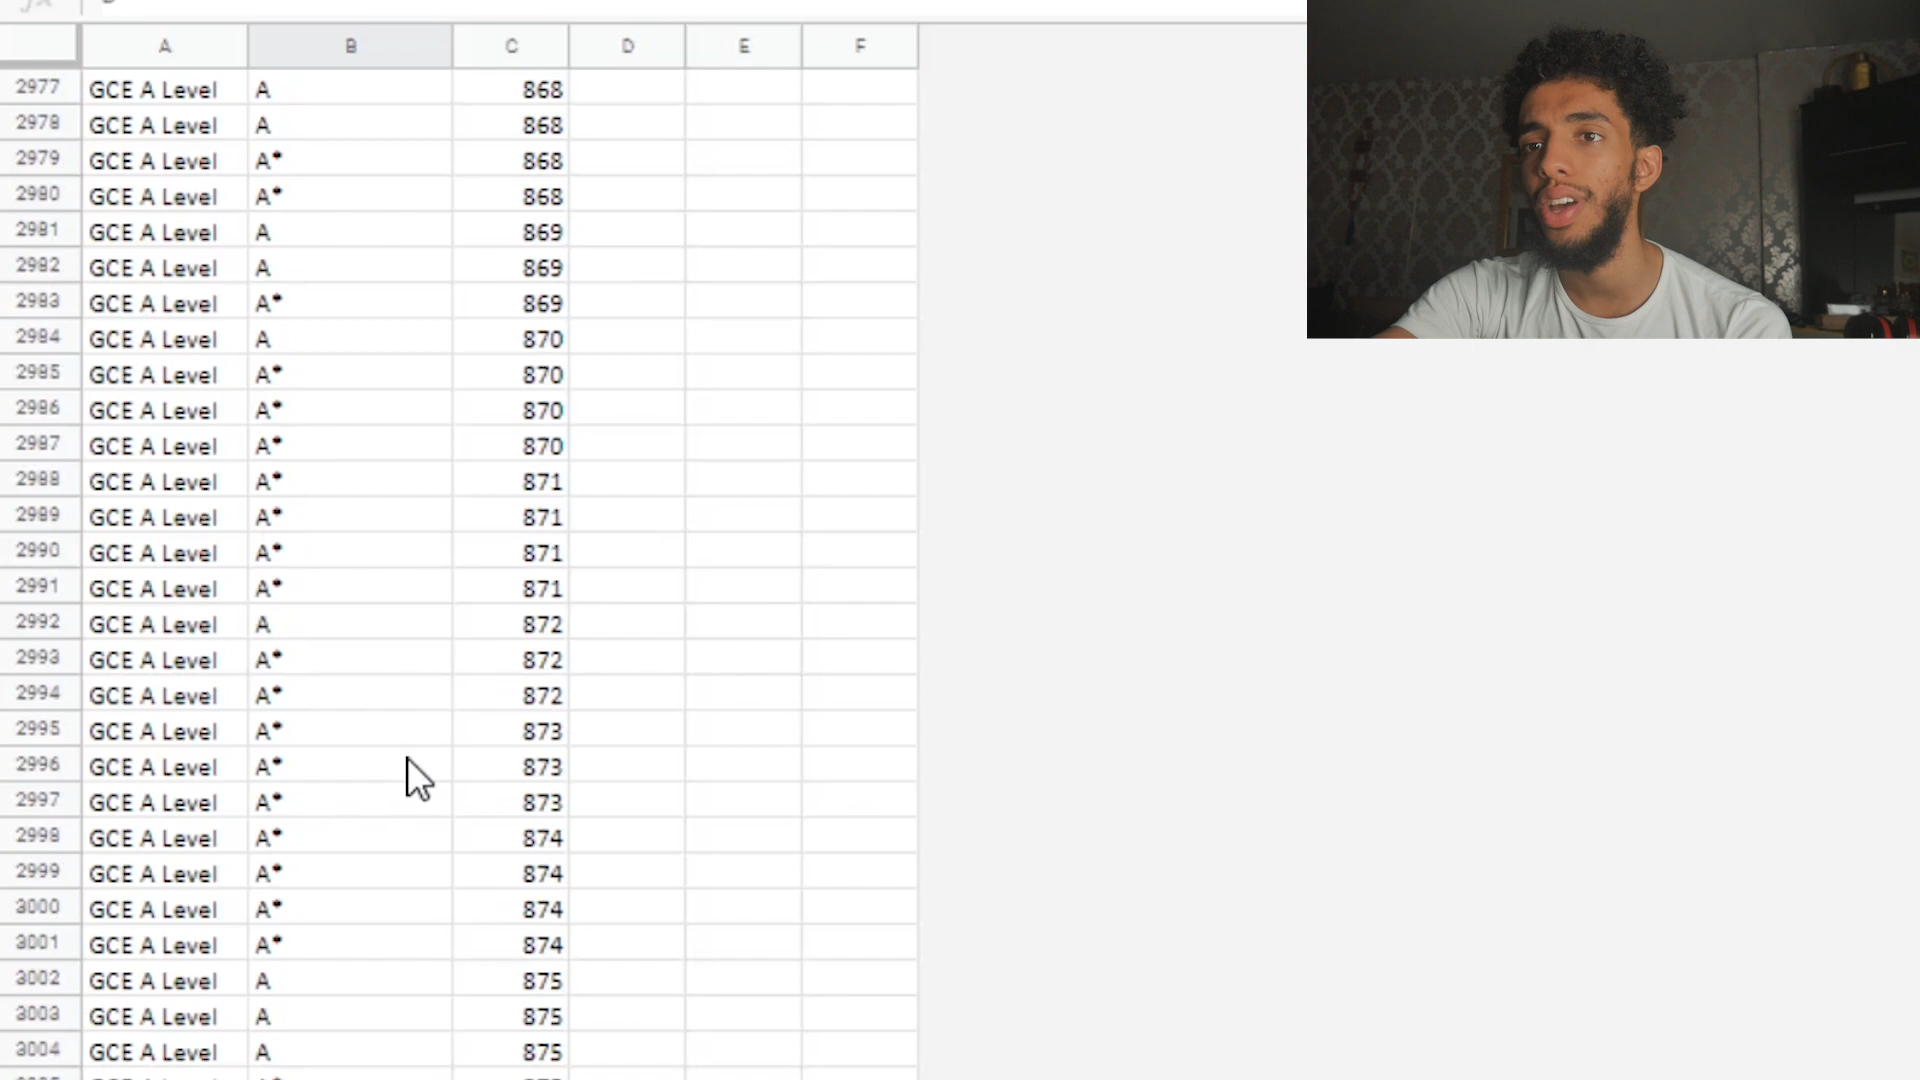 A B C D E F
2977 GCE A Level A 868
2978 GCE A Level A 868
2979 GCE A Level A* 868
2980 GCE A Level A* 868
2981 GCE A Level A 869
2982 GCE A Level A 869
2983 GCE A Level A* 869
2984 GCE A Level A 870
2985 GCE A Level A* 870
2986 GCE A Level A* 870
2987 GCE A Level A* 870
2988 GCE A Level A* 871
2989 GCE A Level A* 871
2990 GCE A Level A* 871
2991 GCE A Level A* 871
2992 GCE A Level A 872
2993 GCE A Level A* 872
2994 GCE A Level A* 872
2995 GCE A Level A* 873
2996 GCE A Level A* 873
2997 GCE A Level A* 873
2998 GCE A Level A* 874
2999 GCE A Level A* 874
3000 GCE A Level A* 874
3001 GCE A Level A* 874
3002 GCE A Level A 875
3003 GCE A Level A 875
3004 GCE A Level A 875